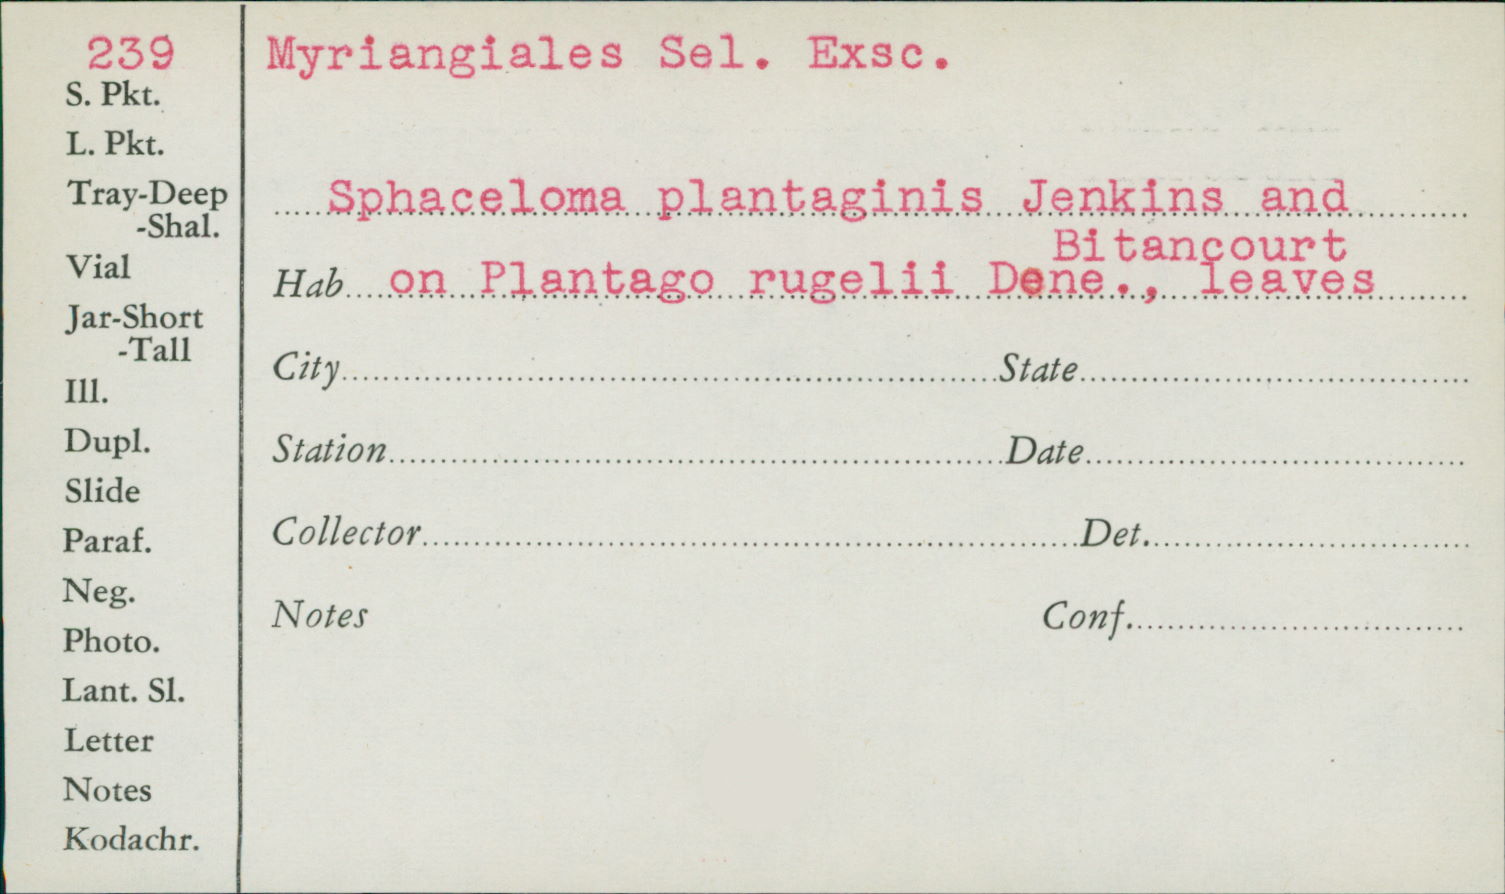 239
S. Pkt.
L. Pkt.
Tray-Deep
-Shal.
Vial
Jar-Short
-Tall
Ill.
Dupl.
Slide
Paraf.
Neg.
Photo.
Lant. Sl.
Letter
Notes
Kodachr.
Myriangiales Sel. Exsc.
Sphaceloma plantaginis Jenkins and
Bitancourt
Hab. on Plantago rugelii Dene., leaves
City State
Station Date
Collector Det.
Notes Conf.